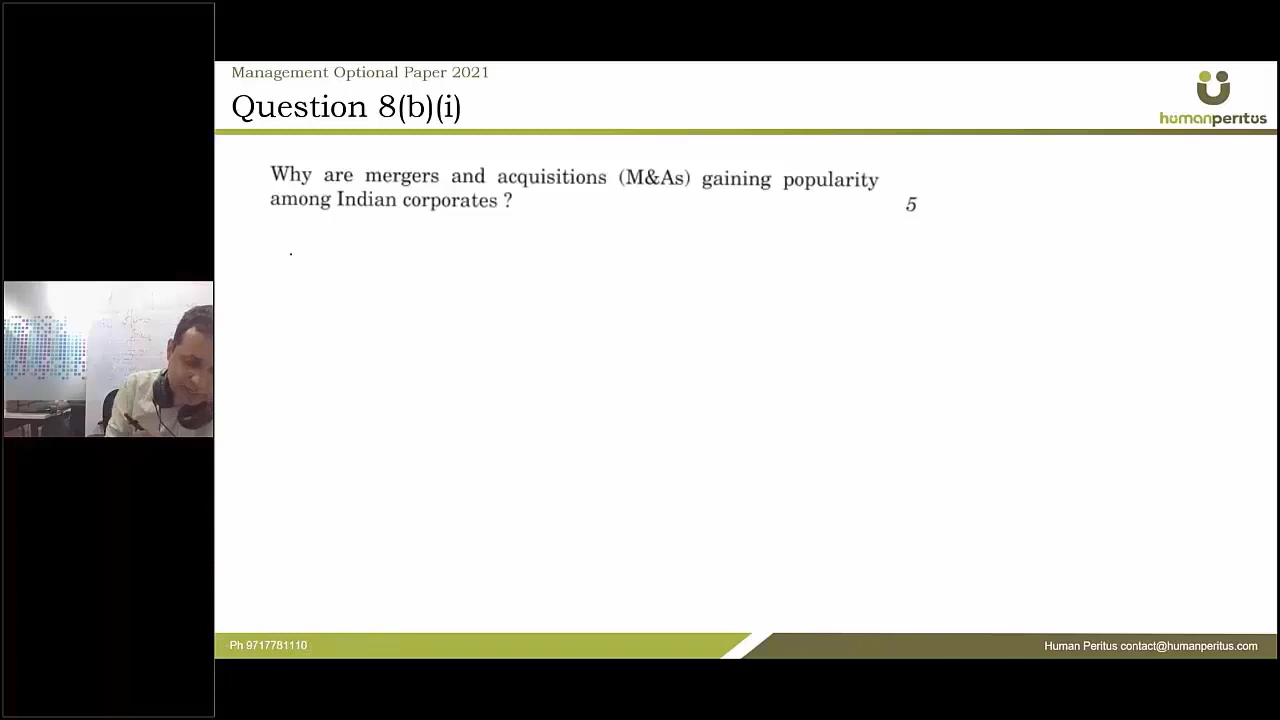 Management Optional Paper 2021
Question 8(b)(i)
humanperitus
Why are mergers and acquisitions (M&As) gaining popularity
among Indian corporates ?
5
Ph 9717781110
Human Peritus contact@humanperitus.com